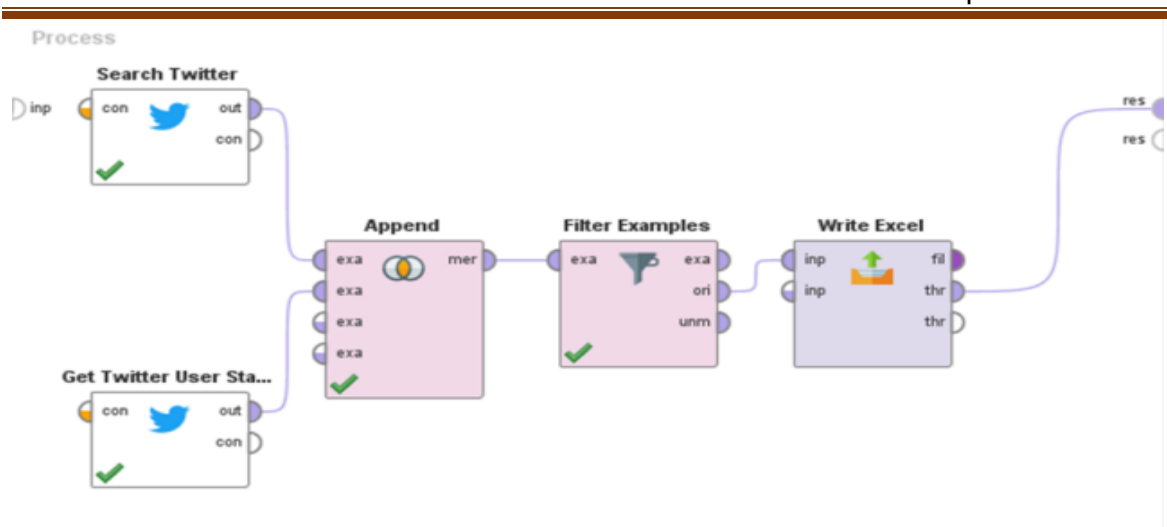 Process
Search Twitter
inp
con
out
con
res
res
Append
exa
exa
exa
exa
mer
Filter Examples
exa
exa
ori
unm
Write Excel
inp
inp
fil
thr
thr
Get Twitter User Sta...
con
out
con